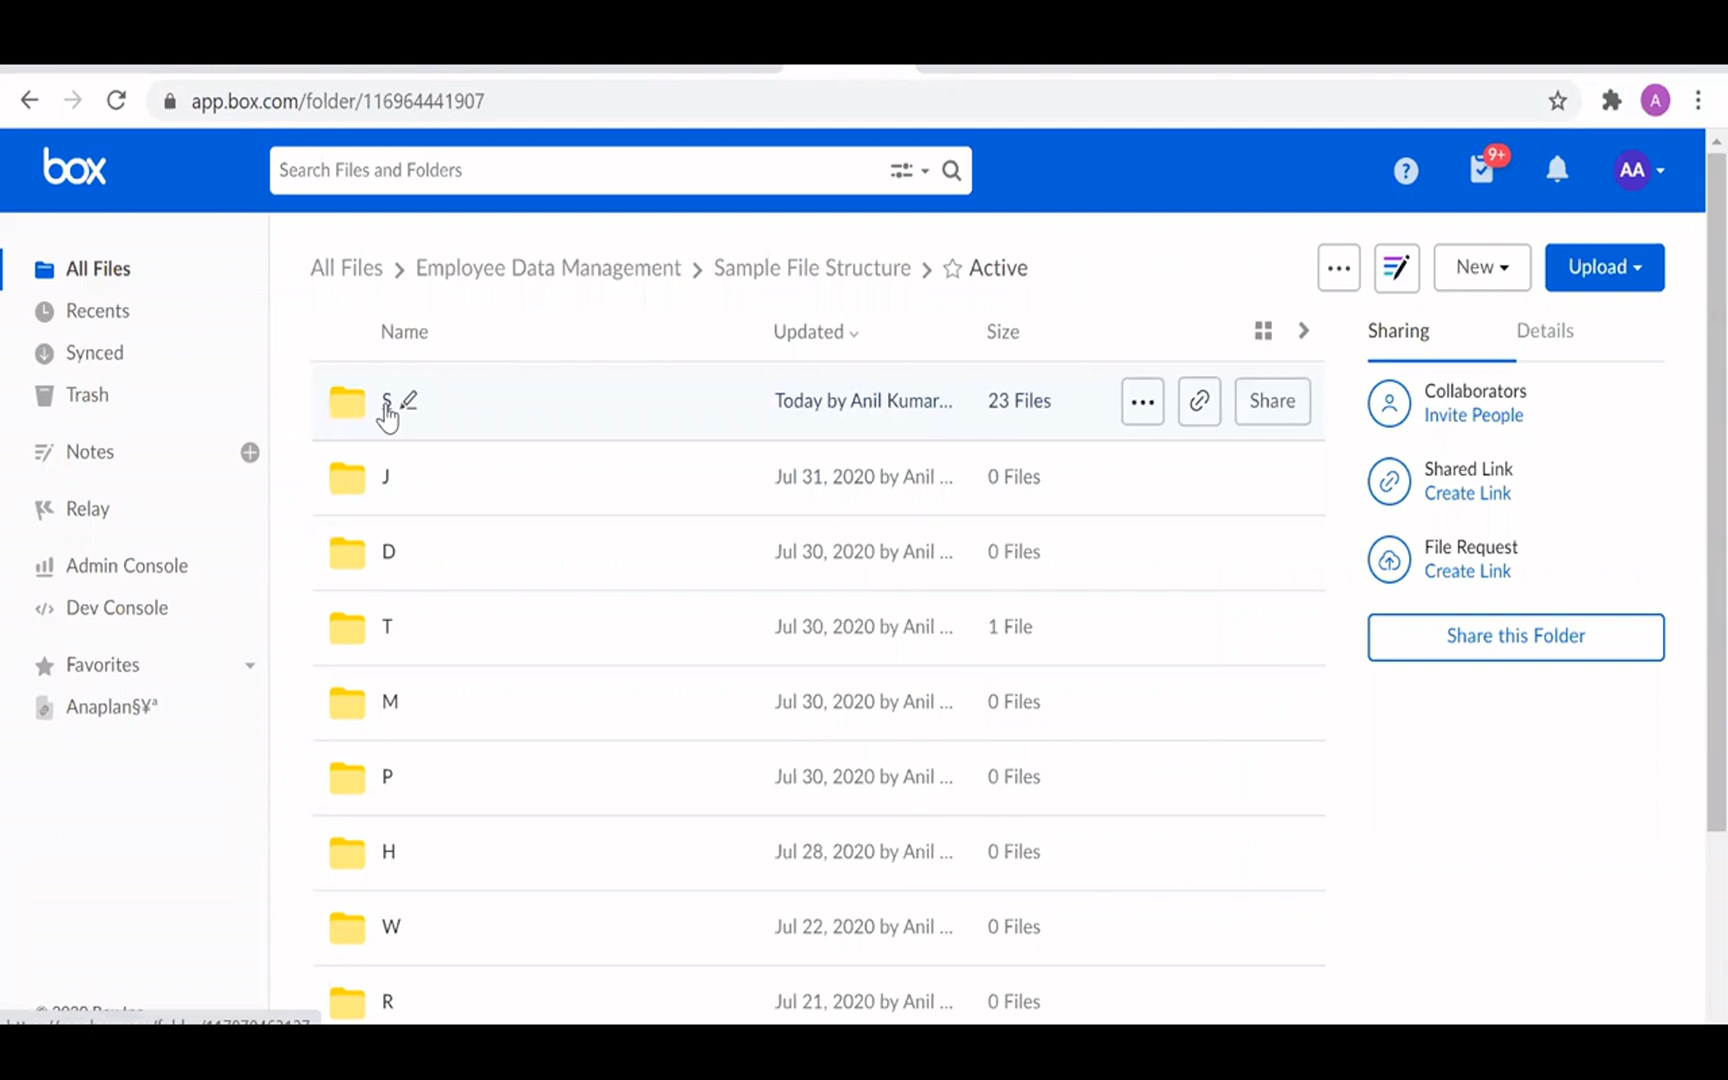 app.box.com/folder/116964441907
A
box
Search Files and Folders
?
9+
AA
All Files
Recents
Synced
Trash
Notes
Relay
Admin Console
Dev Console
Favorites
Anaplan§¥ª
All Files > Employee Data Management > Sample File Structure > Active
New
Upload
Name Updated Size
S Today by Anil Kumar... 23 Files Share
J Jul 31, 2020 by Anil ... 0 Files
D Jul 30, 2020 by Anil ... 0 Files
T Jul 30, 2020 by Anil ... 1 File
M Jul 30, 2020 by Anil ... 0 Files
P Jul 30, 2020 by Anil ... 0 Files
H Jul 28, 2020 by Anil ... 0 Files
W Jul 22, 2020 by Anil ... 0 Files
R Jul 21, 2020 by Anil ... 0 Files
Sharing Details
Collaborators
Invite People
Shared Link
Create Link
File Request
Create Link
Share this Folder